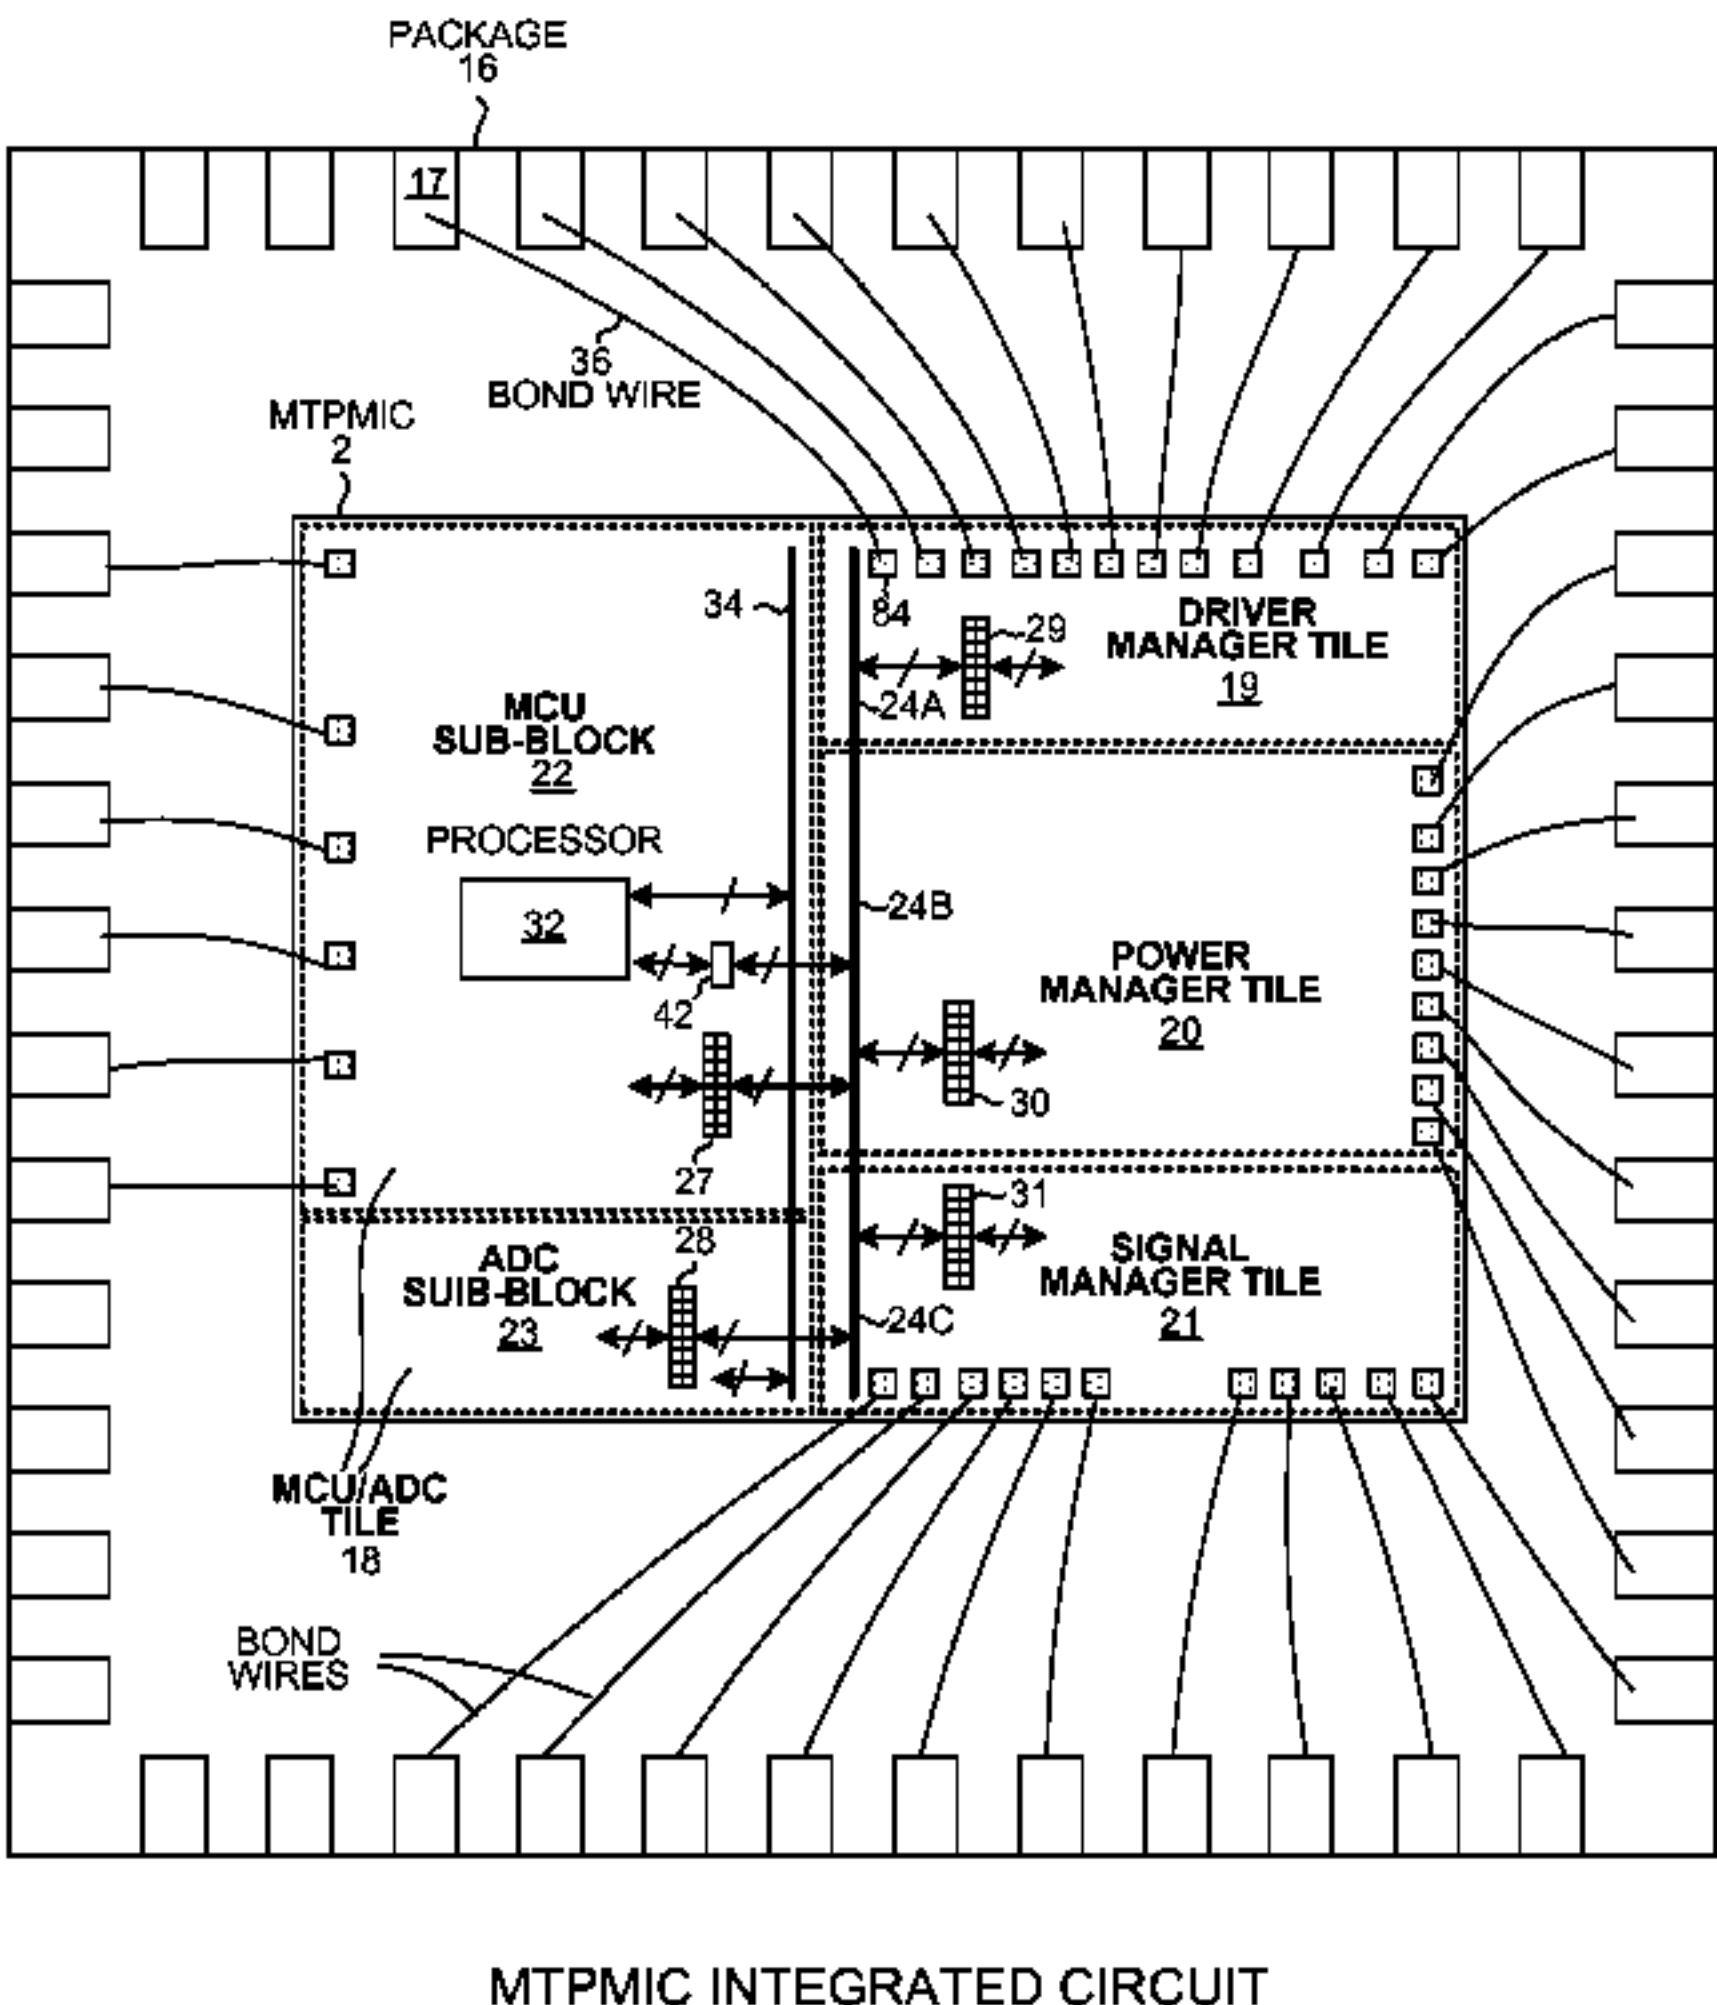 PACKAGE
16
17
36
BOND WIRE
MTPMIC
2
34
84
DRIVER
MANAGER TILE
19
29
24A
MCU
SUB-BLOCK
22
PROCESSOR
32
42
24B
POWER
MANAGER TILE
20
30
27
31
28
ADC
SUIB-BLOCK
23
SIGNAL
MANAGER TILE
21
24C
MCU/ADC
TILE
18
BOND
WIRES
MTPMIC INTEGRATED CIRCUIT